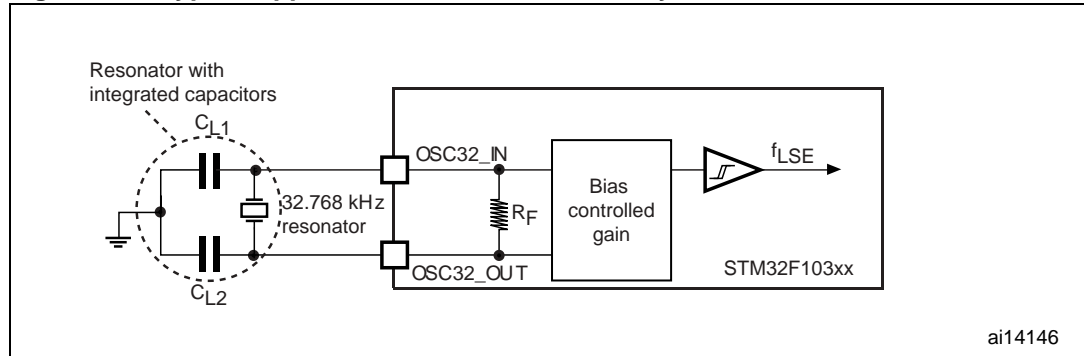 Resonator with
integrated capacitors
CL1
OSC32_IN
fLSE
32.768 kHz
resonator
RF
Bias
controlled
gain
OSC32_OUT
STM32F103xx
CL2
ai14146